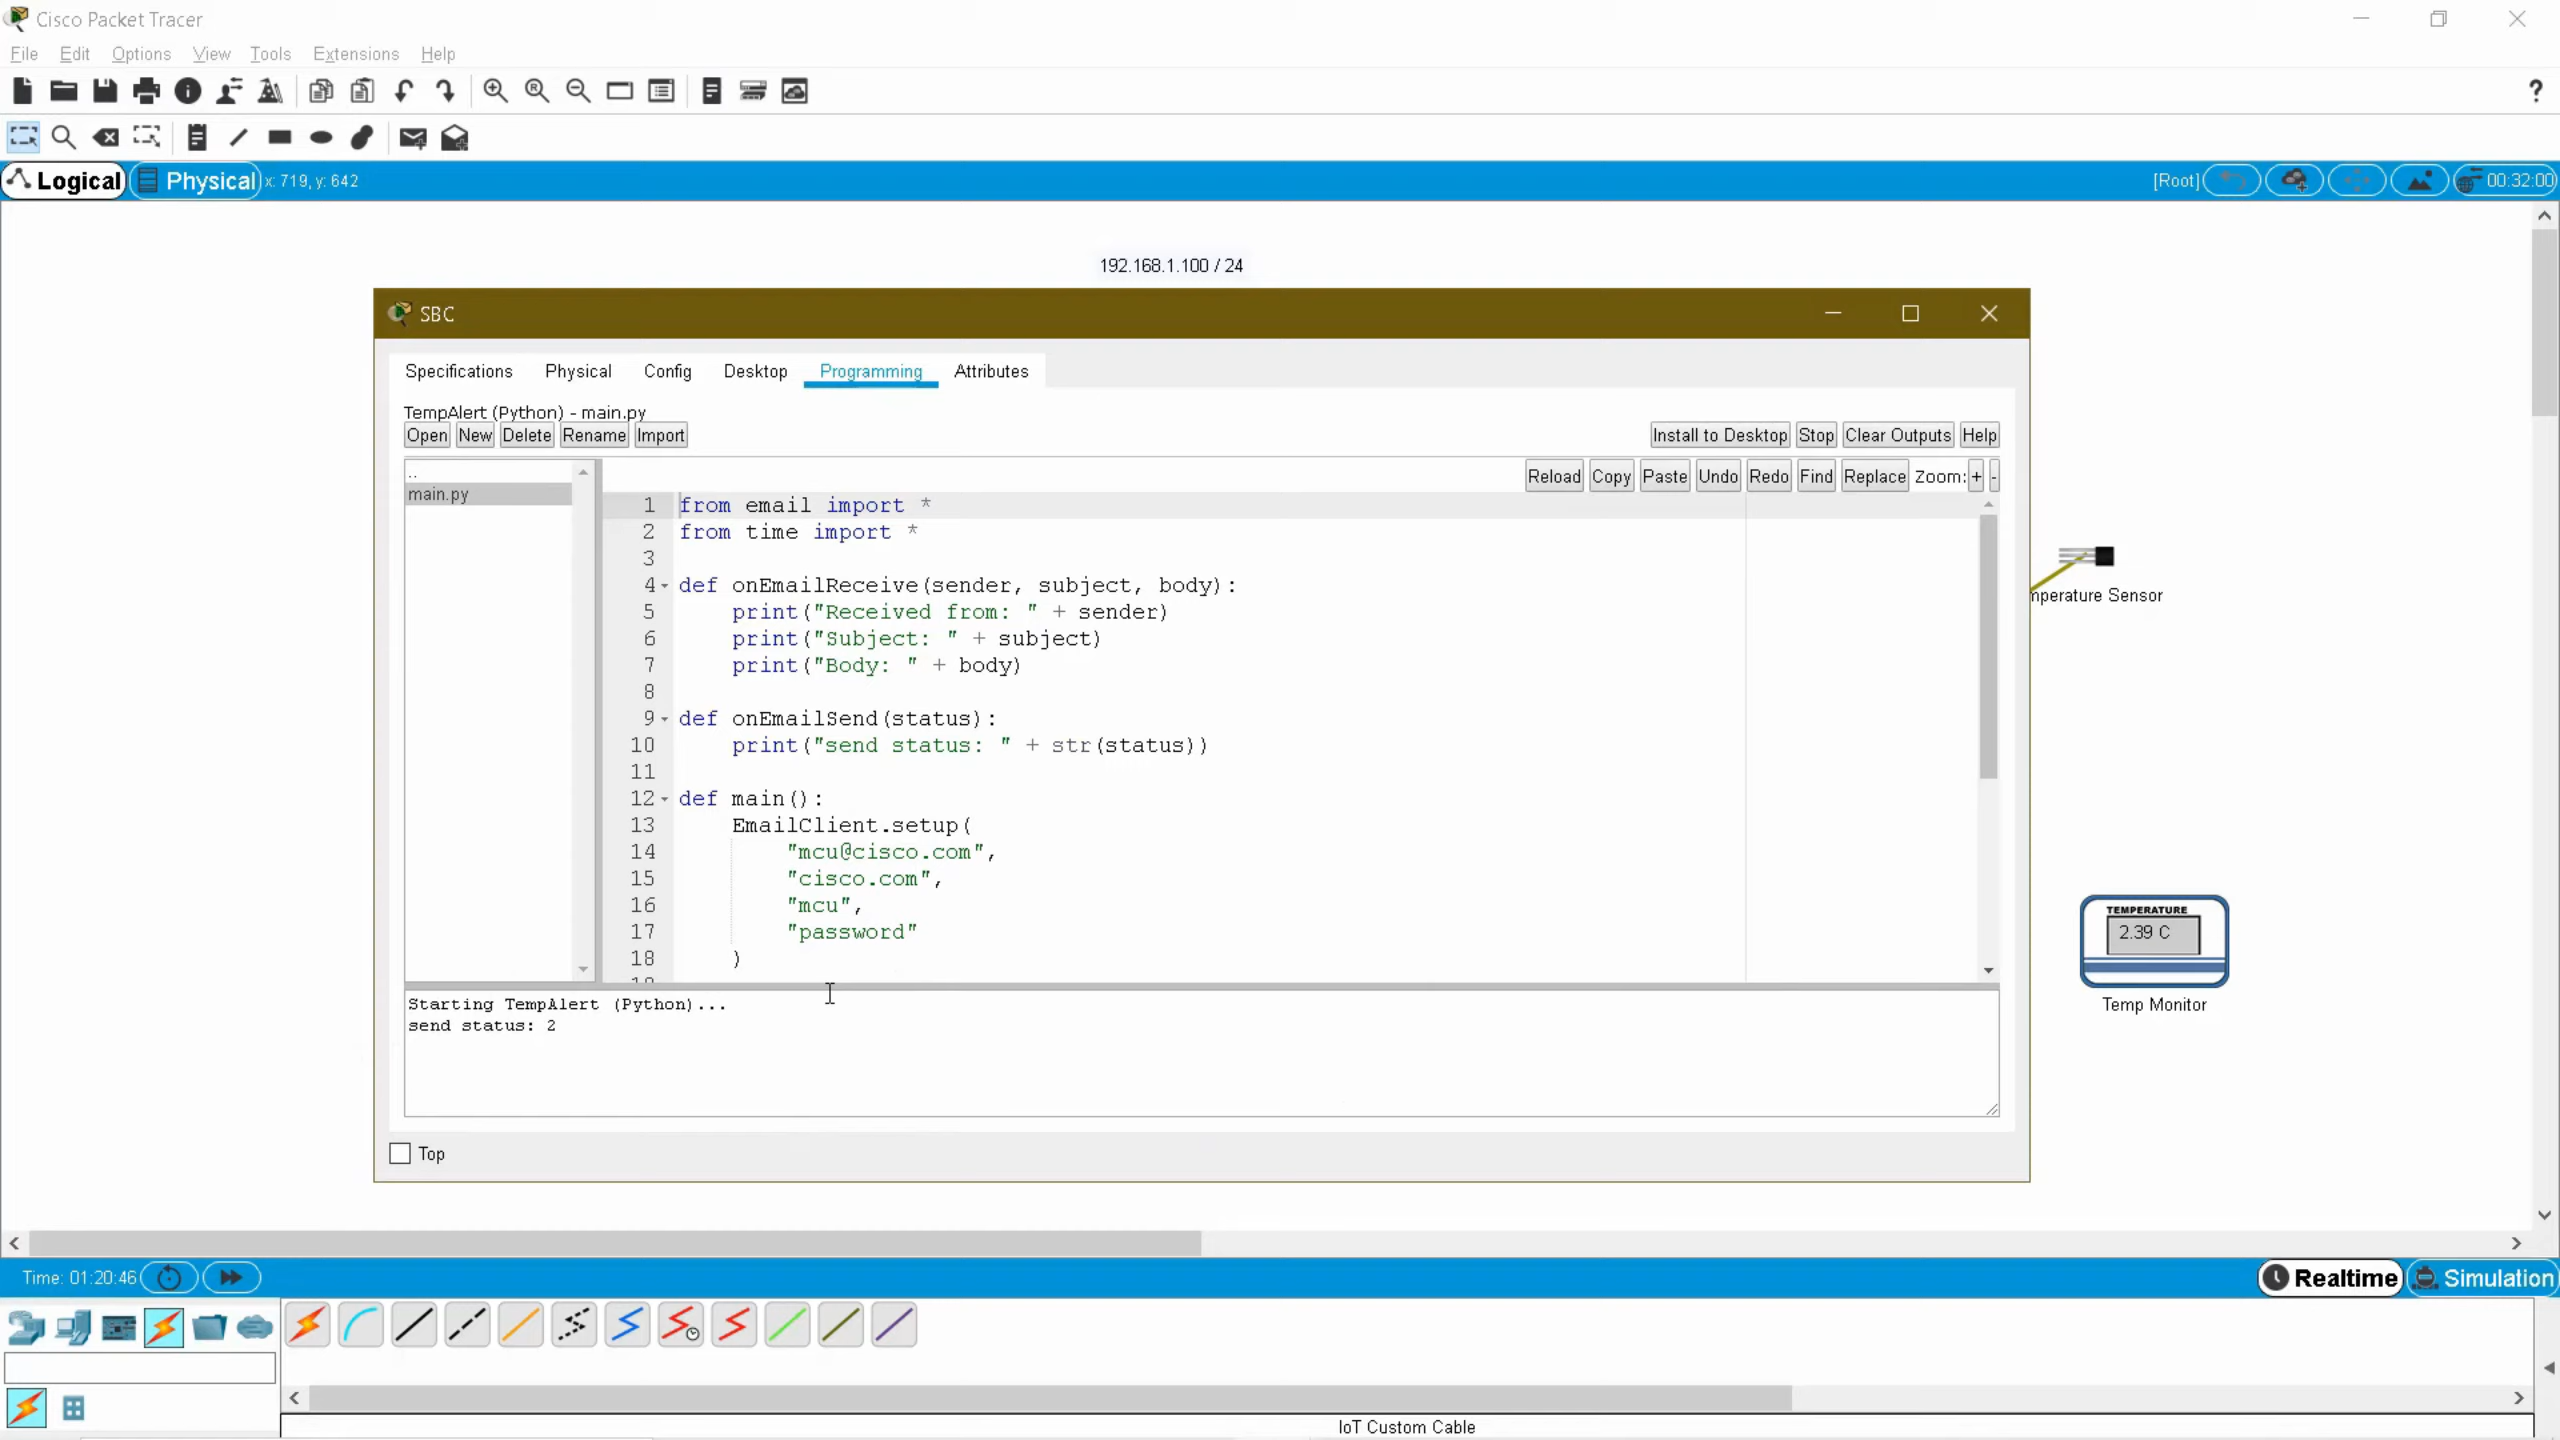 Cisco Packet Tracer
File Edit Options View Tools Extensions Help
?
Logical Physical x: 719, y: 642 [Root] 00:32:00
192.168.1.100 / 24
SBC
Specifications Physical Config Desktop Programming Attributes
TempAlert (Python) - main.py
Open New Delete Rename Import Install to Desktop Stop Clear Outputs Help
..
main.py
Reload Copy Paste Undo Redo Find Replace Zoom: + -
1 from email import *
2 from time import *
3
4 def onEmailReceive(sender, subject, body):
5 print("Received from: " + sender)
6 print("Subject: " + subject)
7 print("Body: " + body)
8
9 def onEmailSend(status):
10 print("send status: " + str(status))
11
12 def main():
13 EmailClient.setup(
14 "mcu@cisco.com",
15 "cisco.com",
16 "mcu",
17 "password"
18 )
Starting TempAlert (Python)...
send status: 2
Top
mperature Sensor
TEMPERATURE
2.39 C
Temp Monitor
Time: 01:20:46 Realtime Simulation
IoT Custom Cable